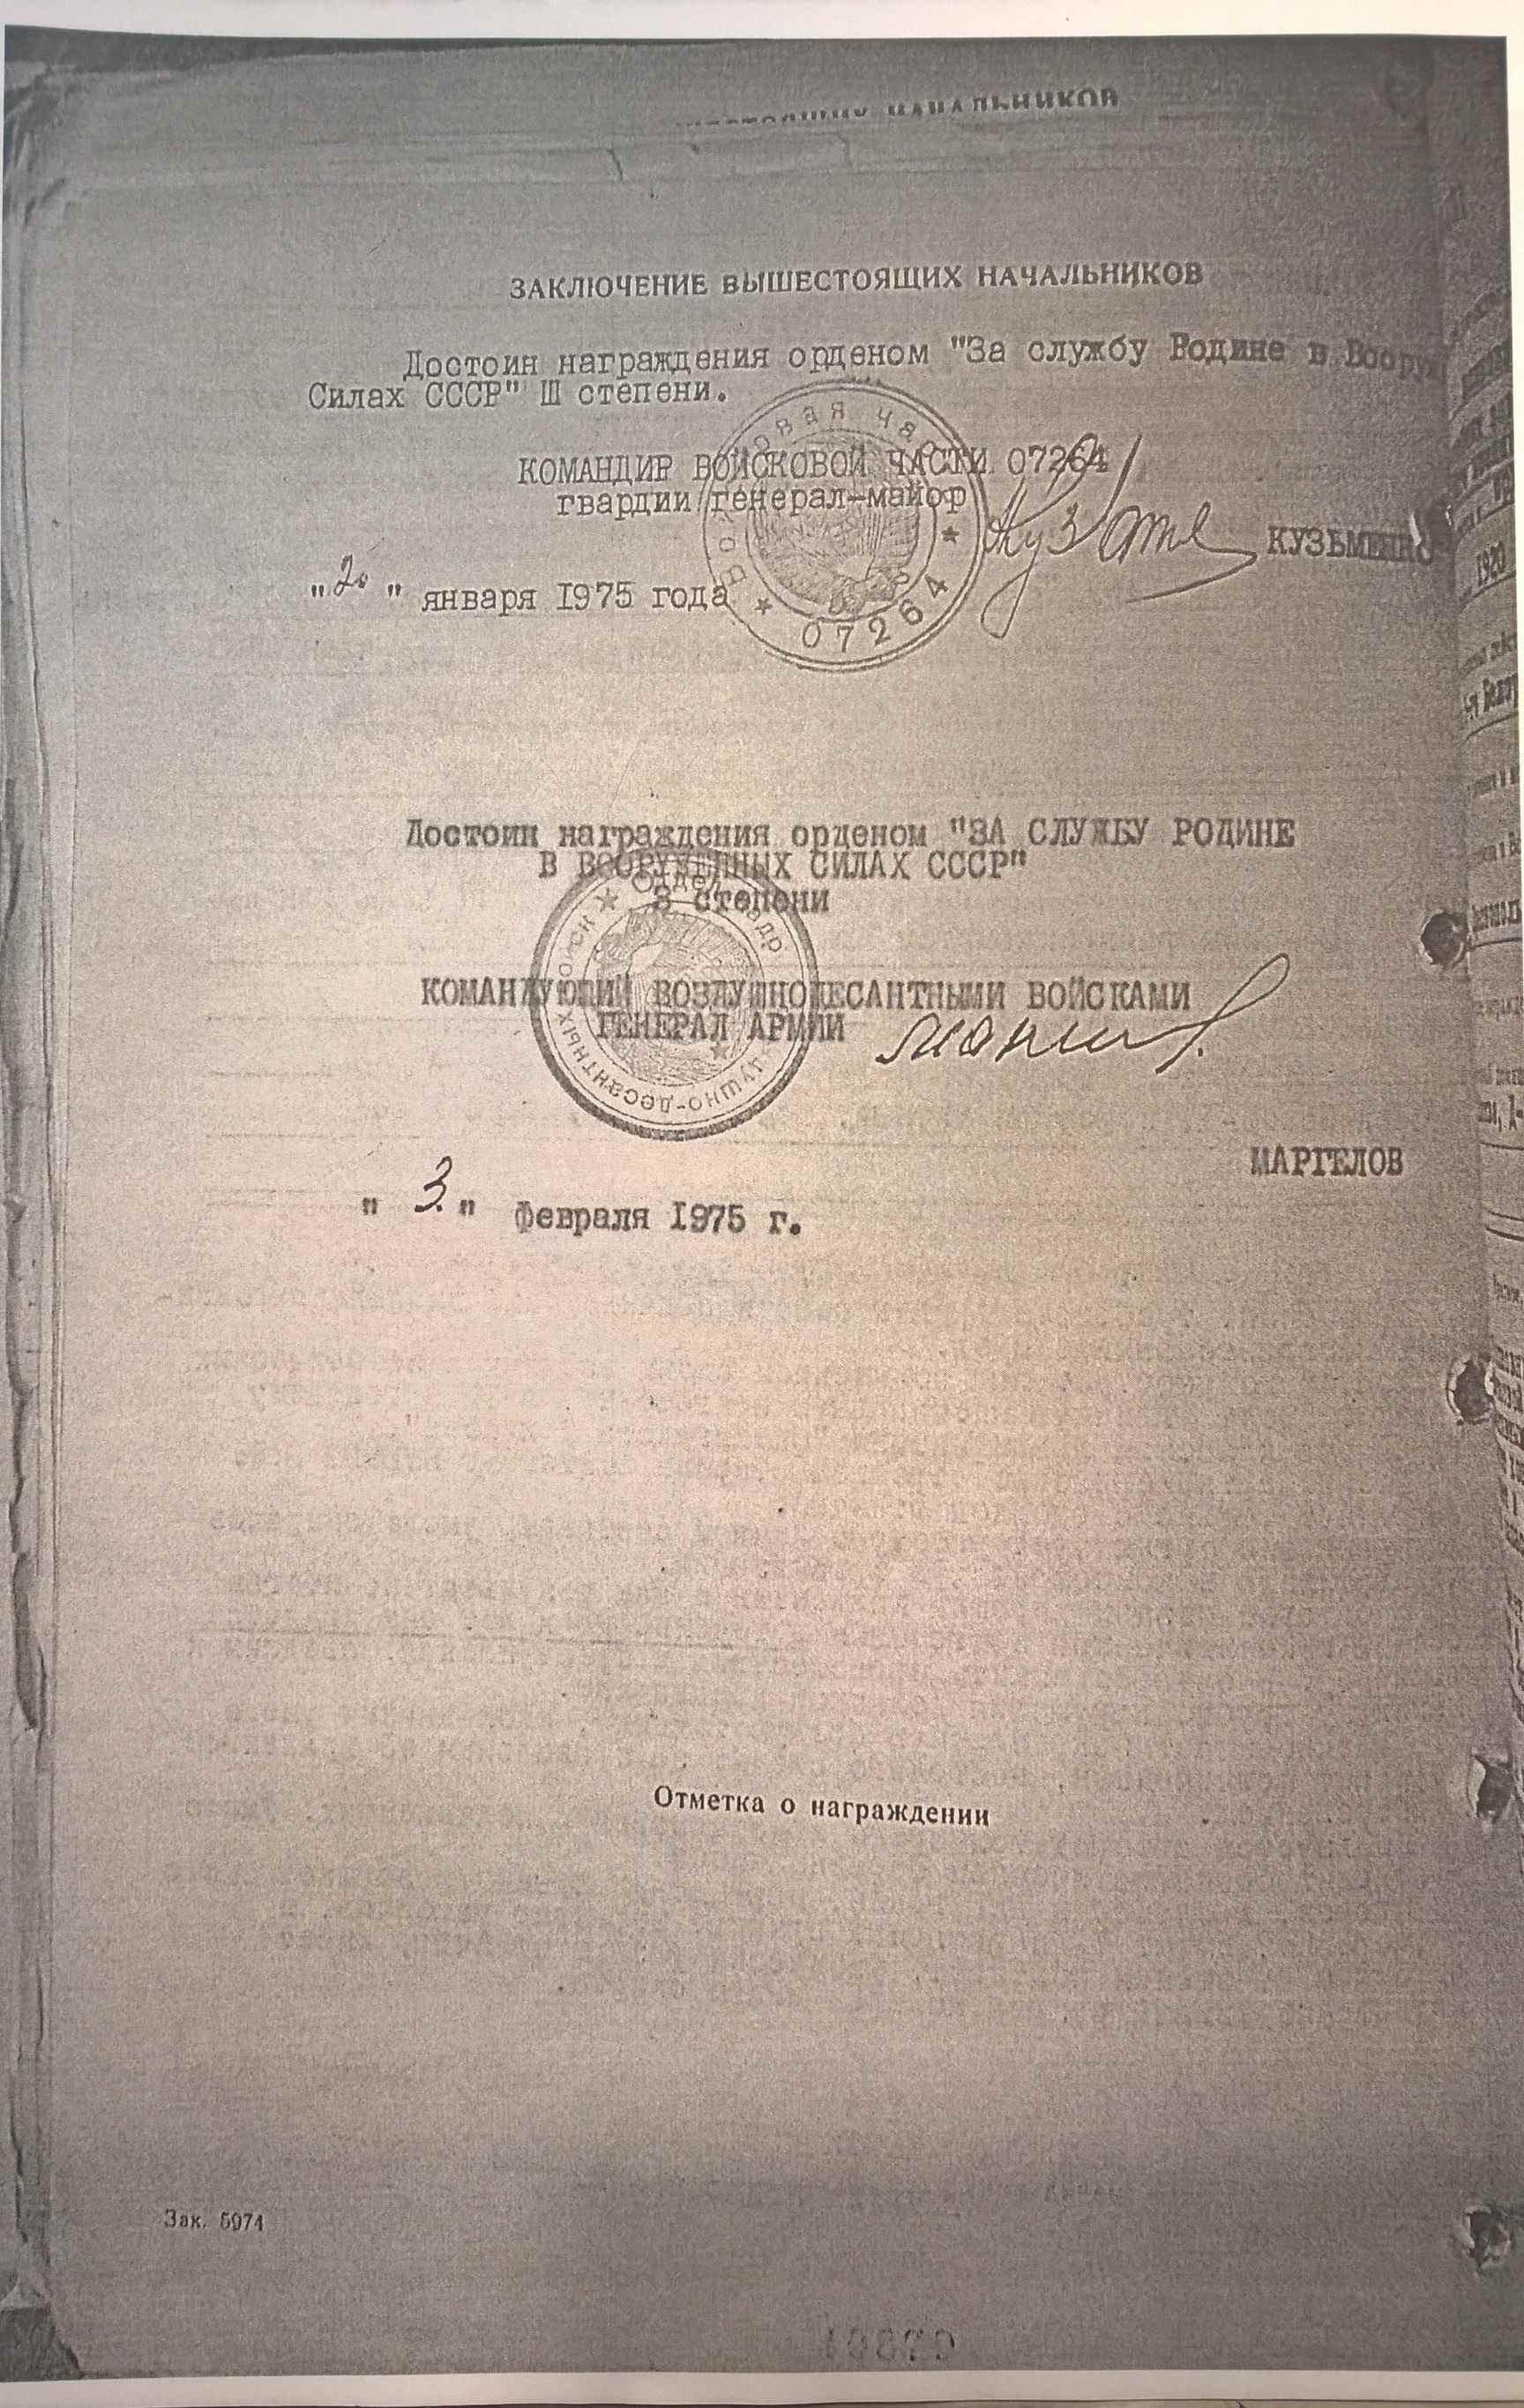 НАЧАЛЬНИКОВ
ЗАКЛЮЧЕНИЕ ВЫШЕСТОЯЩИХ НАЧАЛЬНИКОВ
Достоин награждения орденом "За службу Родине в Воору
Силах СССР" III степени.
КОМАНДИР ВОЙСКОВОЙ ЧАСТИ 07264
гвардии генерал-майор
КУЗЬМЕНКО
"20" января 1975 года
07264
Достоин награждения орденом "ЗА СЛУЖБУ РОДИНЕ
В ВООРУЖЕННЫХ СИЛАХ СССР"
3 степени
КОМАНДУЮЩИЙ ВОЗДУШНОДЕСАНТНЫМИ ВОЙСКАМИ
ГЕНЕРАЛ АРМИИ
МАРГЕЛОВ
"3." февраля 1975 г.
Отметка о награждении
Зак. 5974